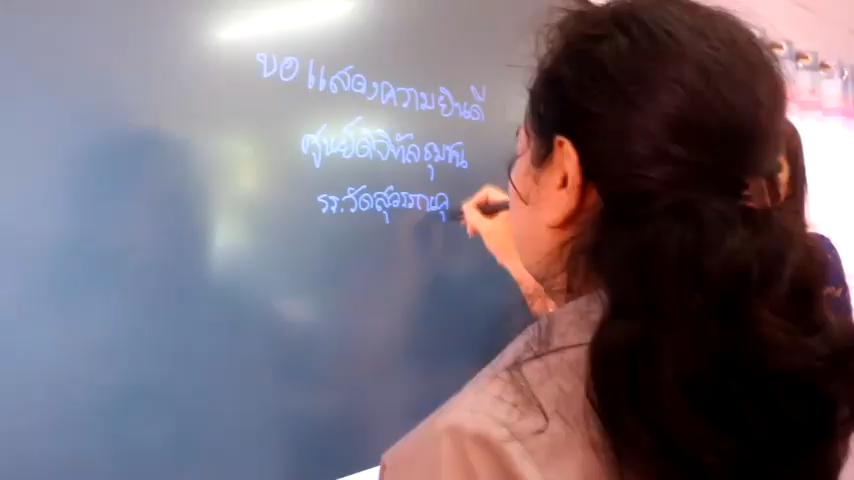 ขอแสดงความยินดี
ศูนย์ดิจิทัลชุมชน
รร.วัดสุวรรณคุ